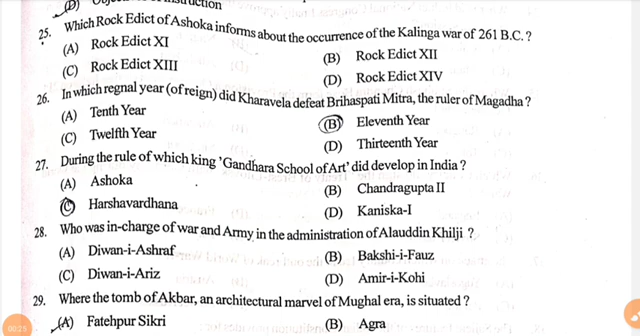 25. Which Rock Edict of Ashoka informs about the occurrence of the Kalinga war of 261 B.C. ?
(A) Rock Edict XI
(B) Rock Edict XII
(C) Rock Edict XIII
(D) Rock Edict XIV
26. In which regnal year (of reign) did Kharavela defeat Brihaspati Mitra, the ruler of Magadha ?
(A) Tenth Year
(B) Eleventh Year
(C) Twelfth Year
(D) Thirteenth Year
27. During the rule of which king 'Gandhara School of Art' did develop in India ?
(A) Ashoka
(B) Chandragupta II
(C) Harshavardhana
(D) Kaniska-I
28. Who was in-charge of war and Army in the administration of Alauddin Khilji ?
(A) Diwan-i-Ashraf
(B) Bakshi-i-Fauz
(C) Diwan-i-Ariz
(D) Amir-i-Kohi
29. Where the tomb of Akbar, an architectural marvel of Mughal era, is situated ?
(A) Fatehpur Sikri
(B) Agra
00:25